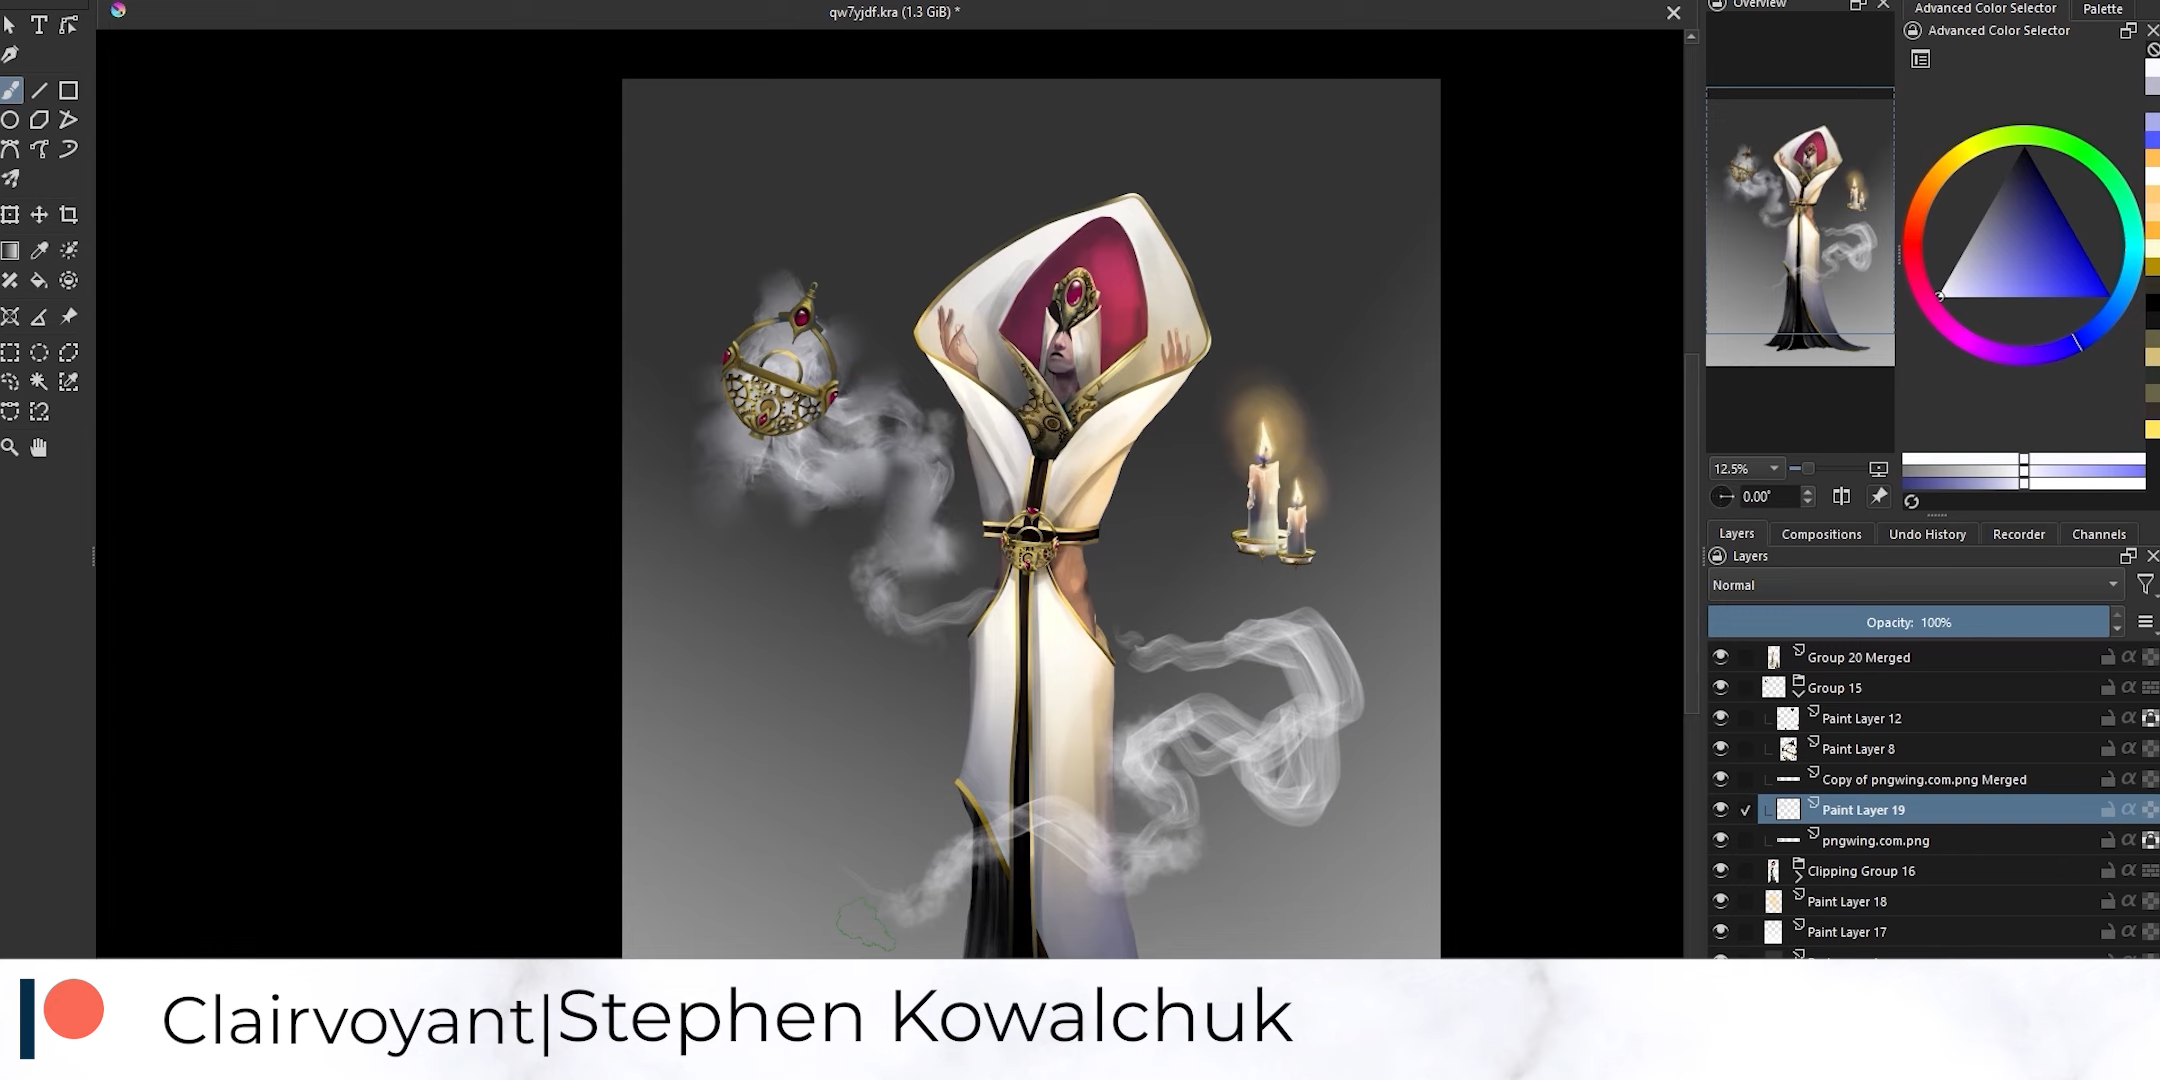 qw7yjdf.kra (1.3 GiB) *
Overview
Advanced Color Selector
Palette
Advanced Color Selector
12.5%
0.00°
Layers
Compositions
Undo History
Recorder
Channels
Layers
Normal
Opacity: 100%
Group 20 Merged
Group 15
Paint Layer 12
Paint Layer 8
Copy of pngwing.com.png Merged
Paint Layer 19
pngwing.com.png
Clipping Group 16
Paint Layer 18
Paint Layer 17
Clairvoyant|Stephen Kowalchuk